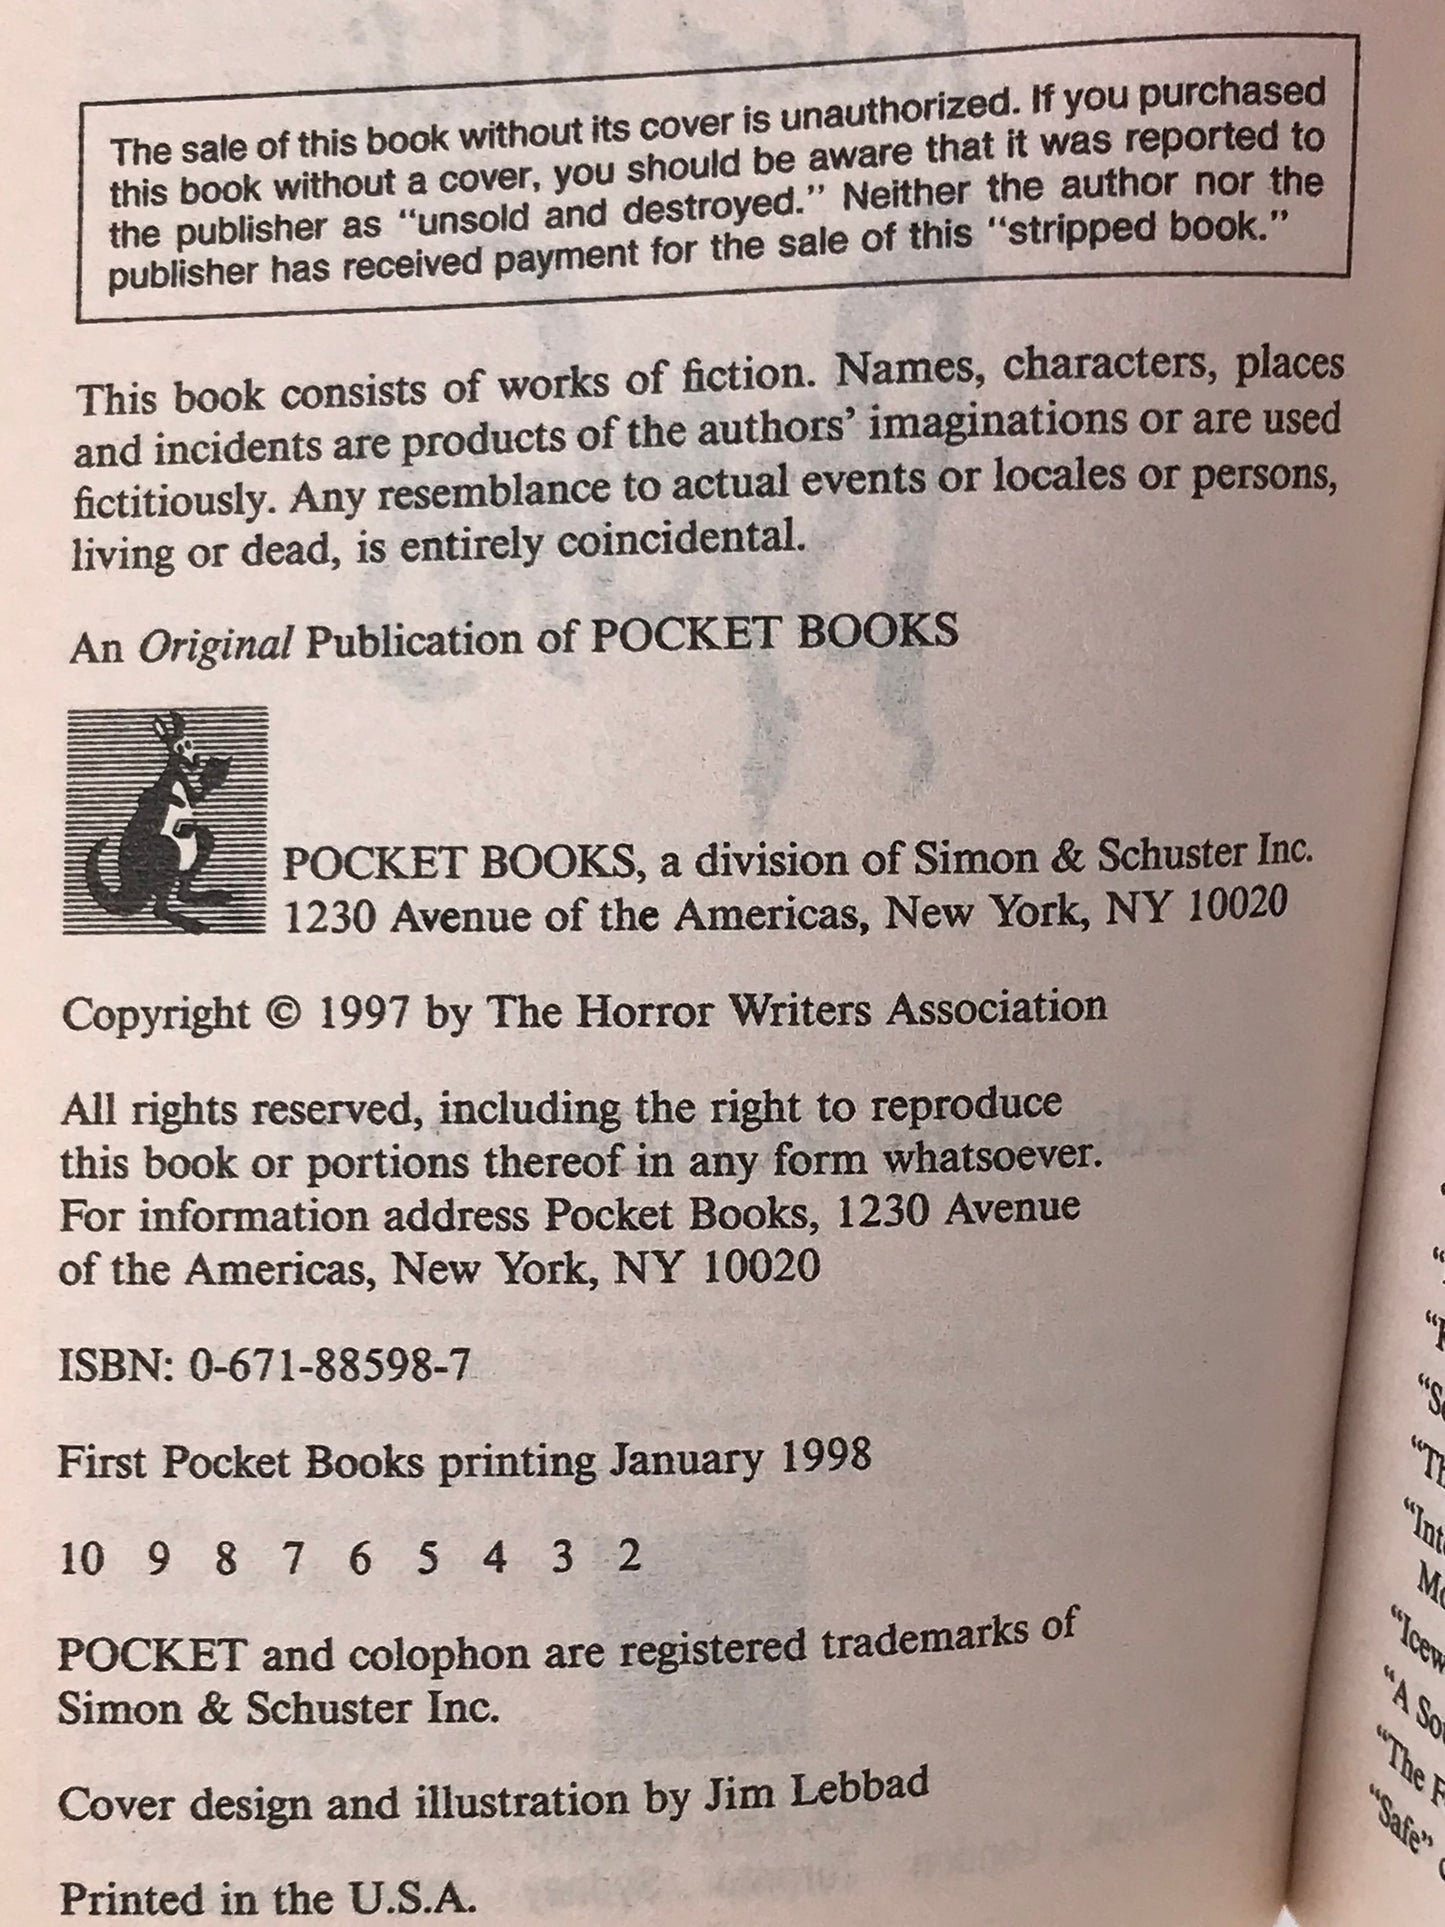 The sale of this book without its cover is unauthorized. If you purchased
this book without a cover, you should be aware that it was reported to
the publisher as “unsold and destroyed.” Neither the author nor the
publisher has received payment for the sale of this “stripped book.”
This book consists of works of fiction. Names, characters, places
and incidents are products of the authors’ imaginations or are used
fictitiously. Any resemblance to actual events or locales or persons,
living or dead, is entirely coincidental.
An Original Publication of POCKET BOOKS
POCKET BOOKS, a division of Simon & Schuster Inc.
1230 Avenue of the Americas, New York, NY 10020
Copyright © 1997 by The Horror Writers Association
All rights reserved, including the right to reproduce
this book or portions thereof in any form whatsoever.
For information address Pocket Books, 1230 Avenue
of the Americas, New York, NY 10020
ISBN: 0-671-88598-7
First Pocket Books printing January 1998
10 9 8 7 6 5 4 3 2
POCKET and colophon are registered trademarks of
Simon & Schuster Inc.
Cover design and illustration by Jim Lebbad
Printed in the U.S.A.
“A
“The
“Safe”